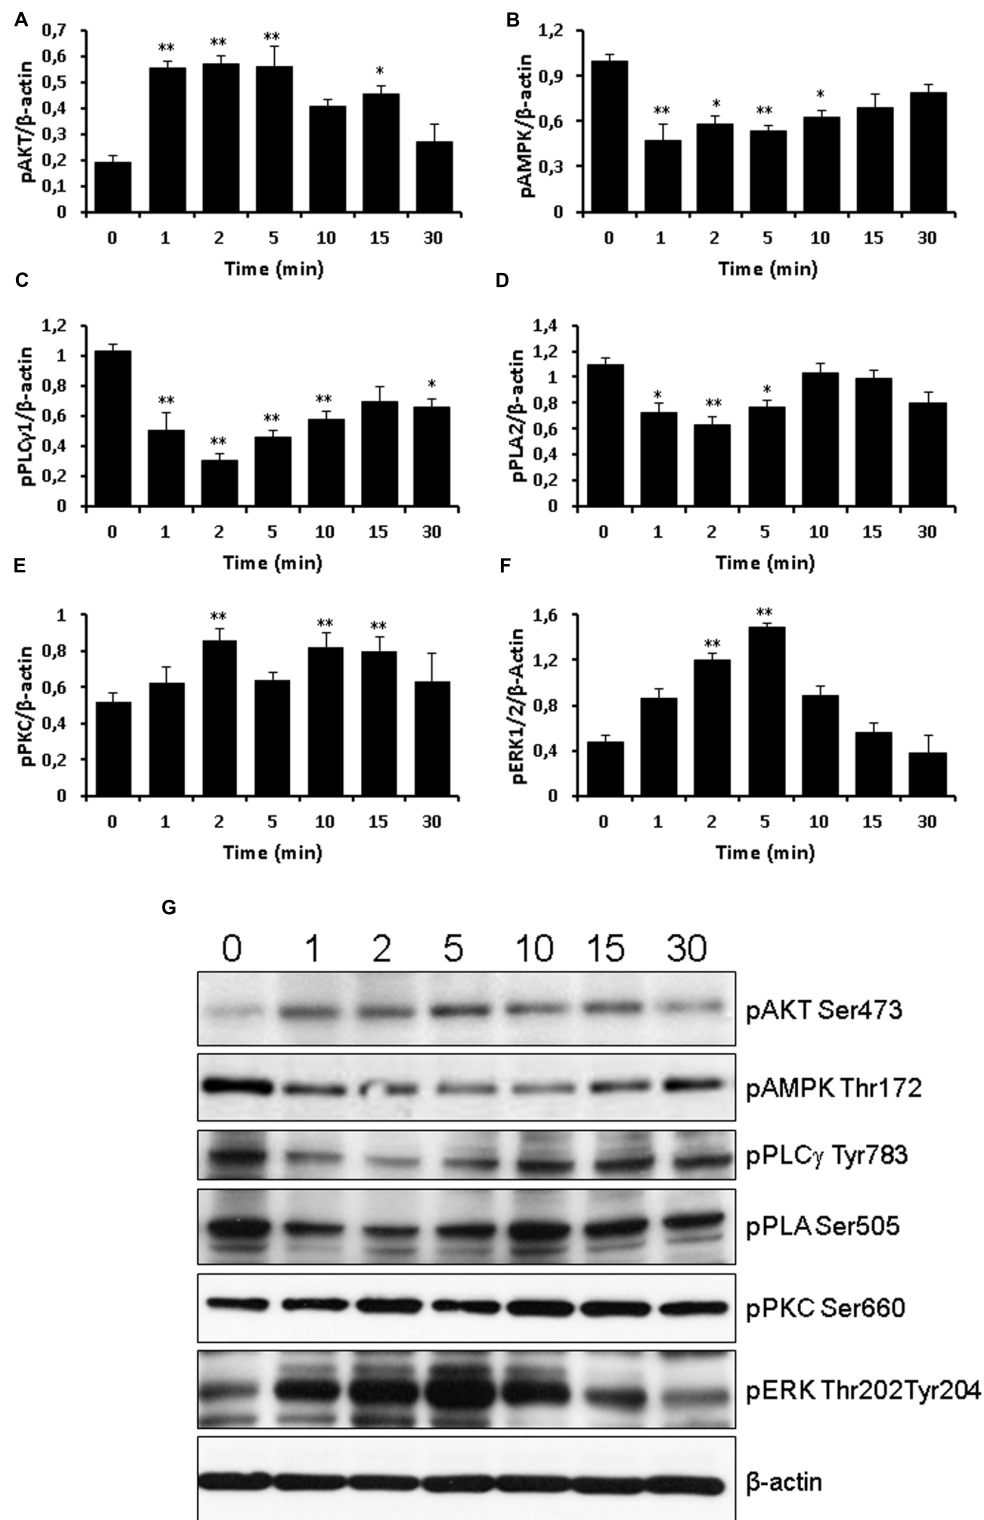 A
pAKT/β-actin
0,7
0,6
0,5
0,4
0,3
0,2
0,1
0
** ** ** *
0 1 2 5 10 15 30
Time (min)
B
pAMPK/β-actin
1,2
0,9
0,6
0,3
0
** * ** *
0 1 2 5 10 15 30
Time (min)
C
pPLCγ1/β-actin
1,2
1
0,8
0,6
0,4
0,2
0
** ** ** ** *
0 1 2 5 10 15 30
Time (min)
D
pPLA2/β-actin
1,4
1,2
1
0,8
0,6
0,4
0,2
0
* ** *
0 1 2 5 10 15 30
Time (min)
E
pPKC/β-actin
1
0,8
0,6
0,4
0,2
0
** ** **
0 1 2 5 10 15 30
Time (min)
F
pERK1/2/β-Actin
1,6
1,2
0,8
0,4
0
** **
0 1 2 5 10 15 30
Time (min)
G
0 1 2 5 10 15 30
pAKT Ser473
pAMPK Thr172
pPLCγ Tyr783
pPLA Ser505
pPKC Ser660
pERK Thr202Tyr204
β-actin